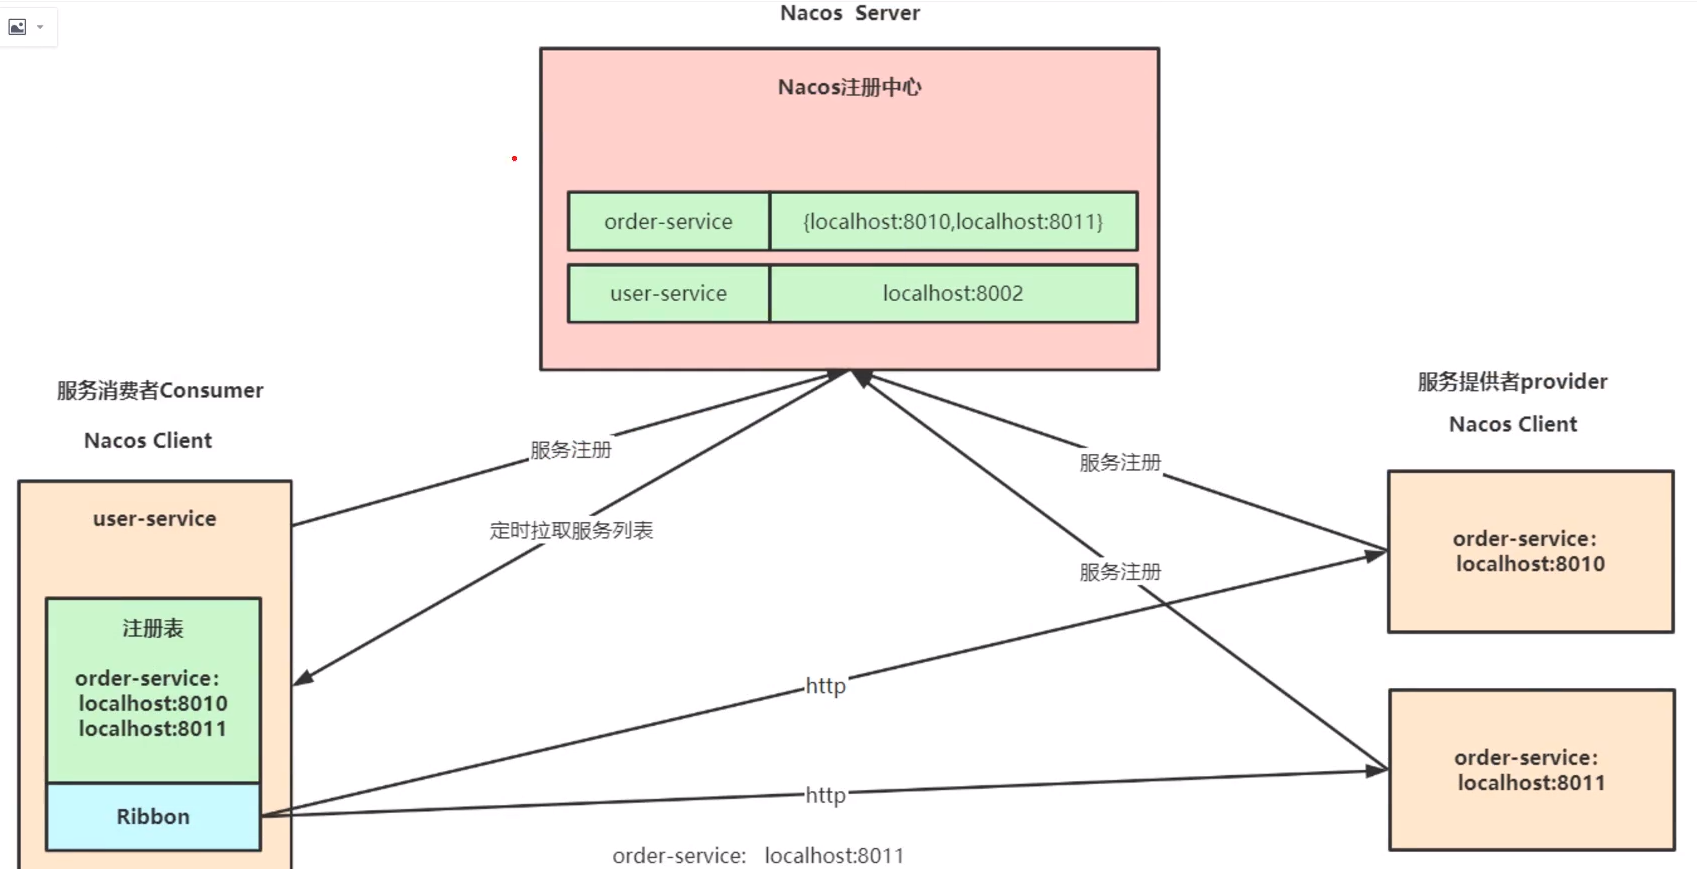 Nacos Server
Nacos注册中心
order-service
{localhost:8010,localhost:8011}
user-service
localhost:8002
服务消费者Consumer
Nacos Client
服务提供者provider
Nacos Client
服务注册
服务注册
定时拉取服务列表
服务注册
user-service
注册表
order-service:
localhost:8010
localhost:8011
Ribbon
order-service:
localhost:8010
http
http
order-service:
localhost:8011
order-service: localhost:8011